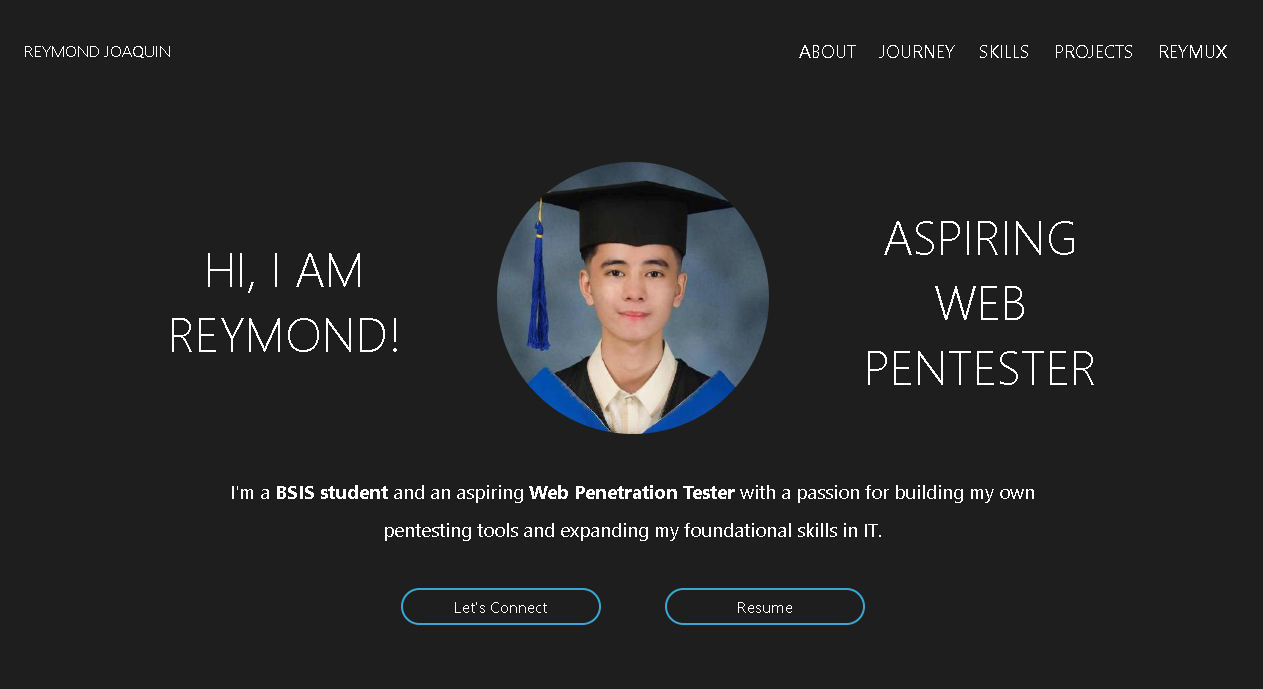 REYMOND JOAQUIN
ABOUT JOURNEY SKILLS PROJECTS REYMUX
HI, I AM
REYMOND!
ASPIRING
WEB
PENTESTER
I'm a BSIS student and an aspiring Web Penetration Tester with a passion for building my own
pentesting tools and expanding my foundational skills in IT.
Let's Connect
Resume